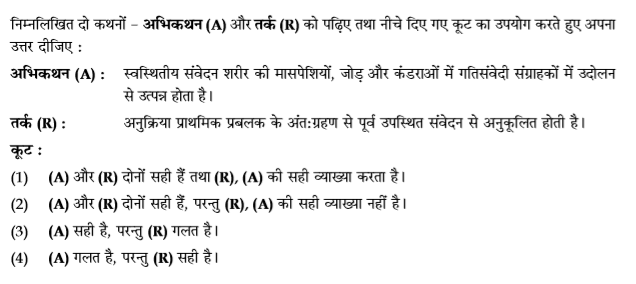 निम्नलिखित दो कथनों – अभिकथन (A) और तर्क (R) को पढ़िए तथा नीचे दिए गए कूट का उपयोग करते हुए अपना
उत्तर दीजिए :
अभिकथन (A) : स्वस्थितीय संवेदन शरीर की मासपेशियों, जोड़ और कंडराओं में गतिसंवेदी संग्राहकों में उदोलन
से उत्पन्न होता है।
तर्क (R) : अनुक्रिया प्राथमिक प्रबलक के अंत:ग्रहण से पूर्व उपस्थित संवेदन से अनुकूलित होती है।
कूट :
(1) (A) और (R) दोनों सही हैं तथा (R), (A) की सही व्याख्या करता है।
(2) (A) और (R) दोनों सही हैं, परन्तु (R), (A) की सही व्याख्या नहीं है।
(3) (A) सही है, परन्तु (R) गलत है।
(4) (A) गलत है, परन्तु (R) सही है।